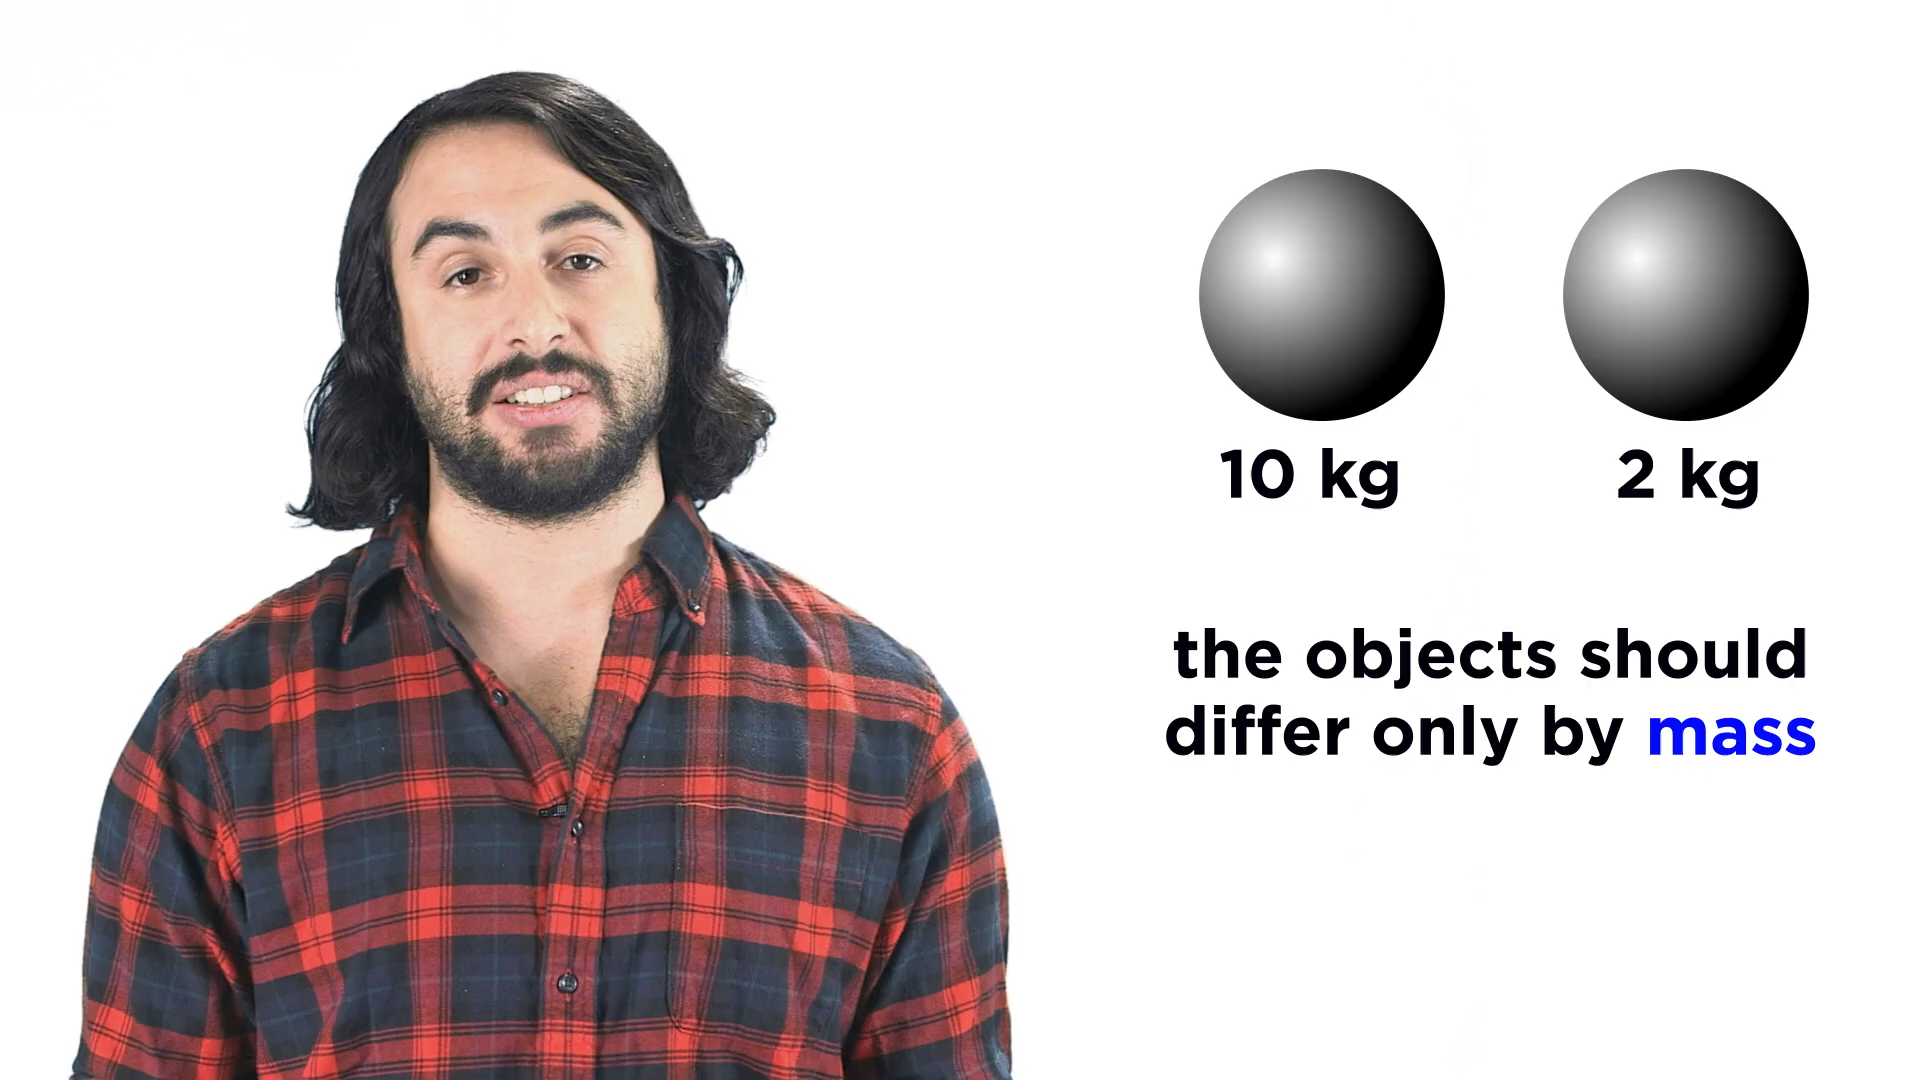 10 kg 2 kg
the objects should
differ only by mass